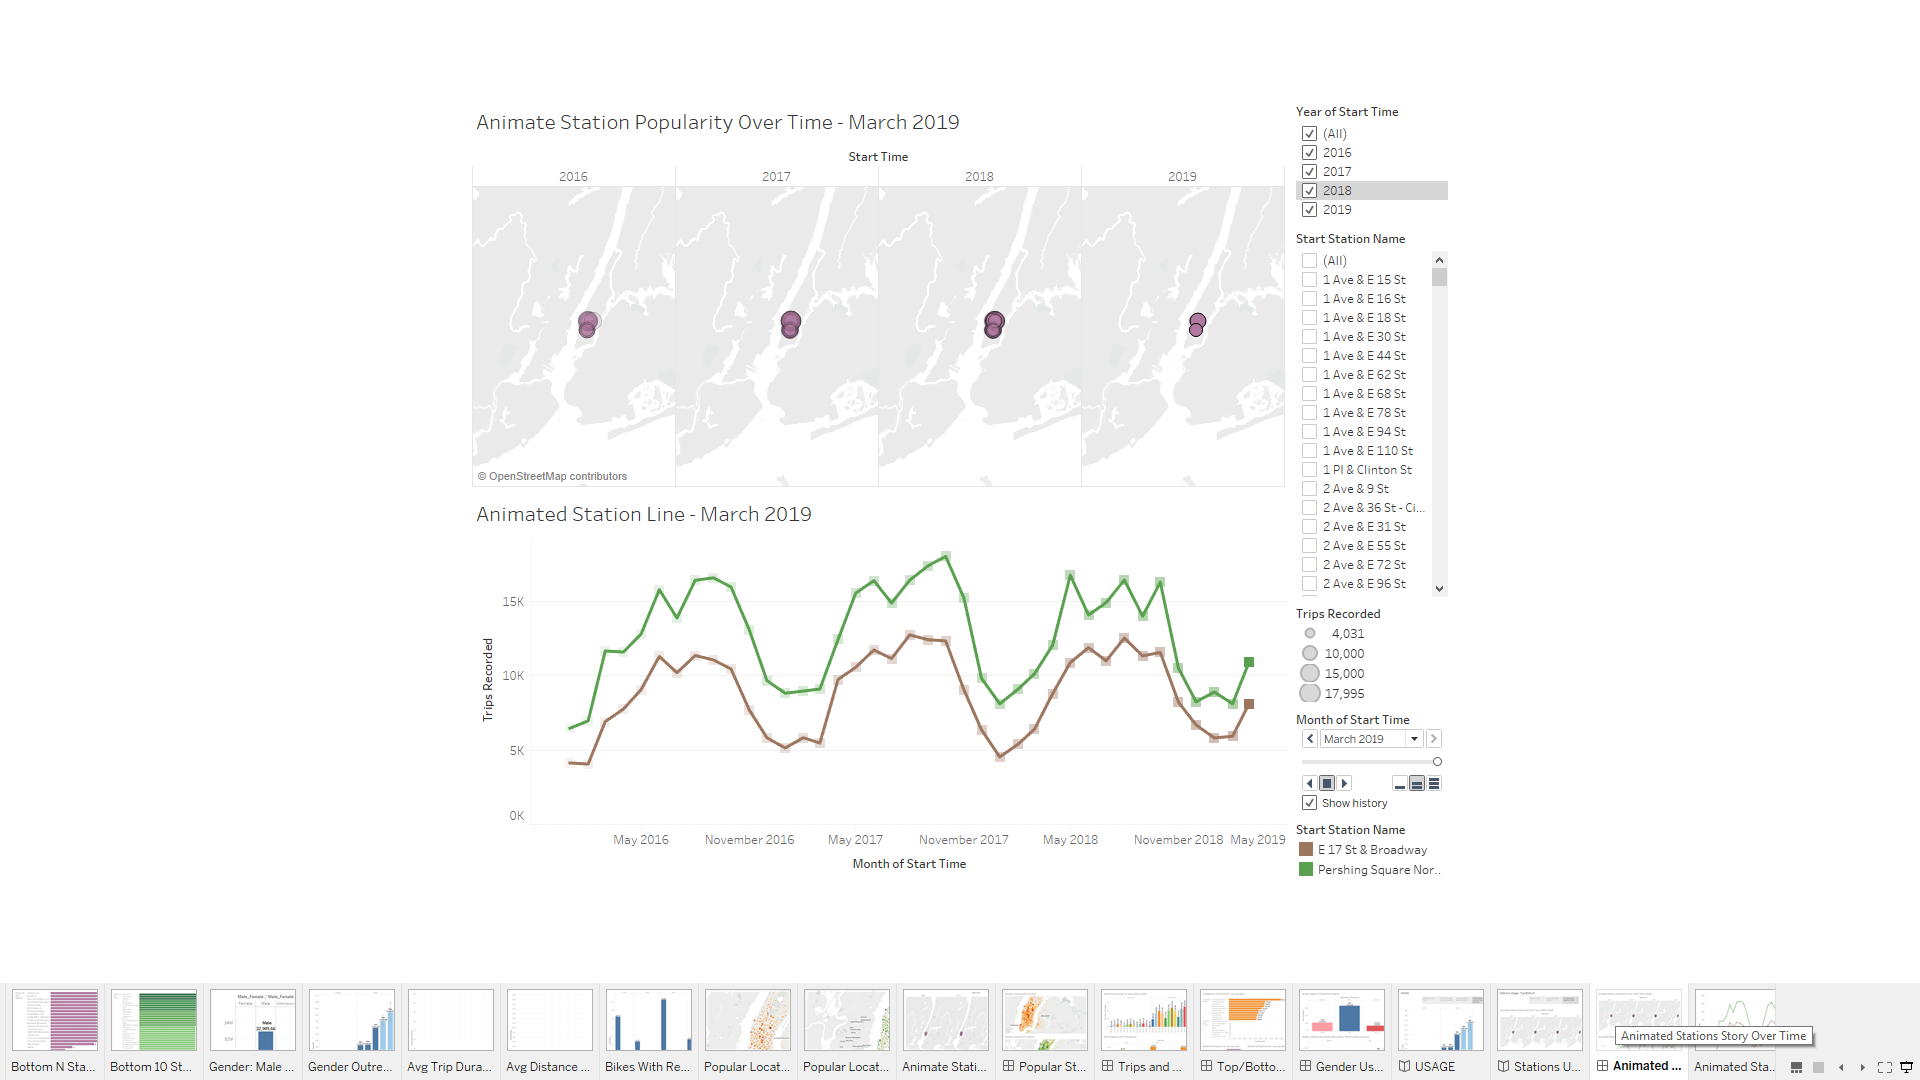 Animate Station Popularity Over Time - March 2019
Start Time
2016
2017
2018
2019
© OpenStreetMap contributors
Animated Station Line - March 2019
Trips Recorded
15K
10K
5K
0K
May 2016
November 2016
May 2017
November 2017
May 2018
November 2018
May 2019
Month of Start Time
Year of Start Time
(All)
2016
2017
2018
2019
Start Station Name
(All)
1 Ave & E 15 St
1 Ave & E 16 St
1 Ave & E 18 St
1 Ave & E 30 St
1 Ave & E 44 St
1 Ave & E 62 St
1 Ave & E 68 St
1 Ave & E 78 St
1 Ave & E 94 St
1 Ave & E 110 St
1 Pl & Clinton St
2 Ave & 9 St
2 Ave & 36 St - Ci...
2 Ave & E 31 St
2 Ave & E 55 St
2 Ave & E 72 St
2 Ave & E 96 St
Trips Recorded
4,031
10,000
15,000
17,995
Month of Start Time
March 2019
Show history
Start Station Name
E 17 St & Broadway
Pershing Square Nor..
Animated Stations Story Over Time
Bottom N Sta...
Bottom 10 St...
Gender: Male ...
Gender Outre...
Avg Trip Dura...
Avg Distance ...
Bikes With Re...
Popular Locat...
Popular Locat...
Animate Stati...
Popular St...
Trips and ...
Top/Botto...
Gender Us...
USAGE
Stations U...
Animated ...
Animated Sta...